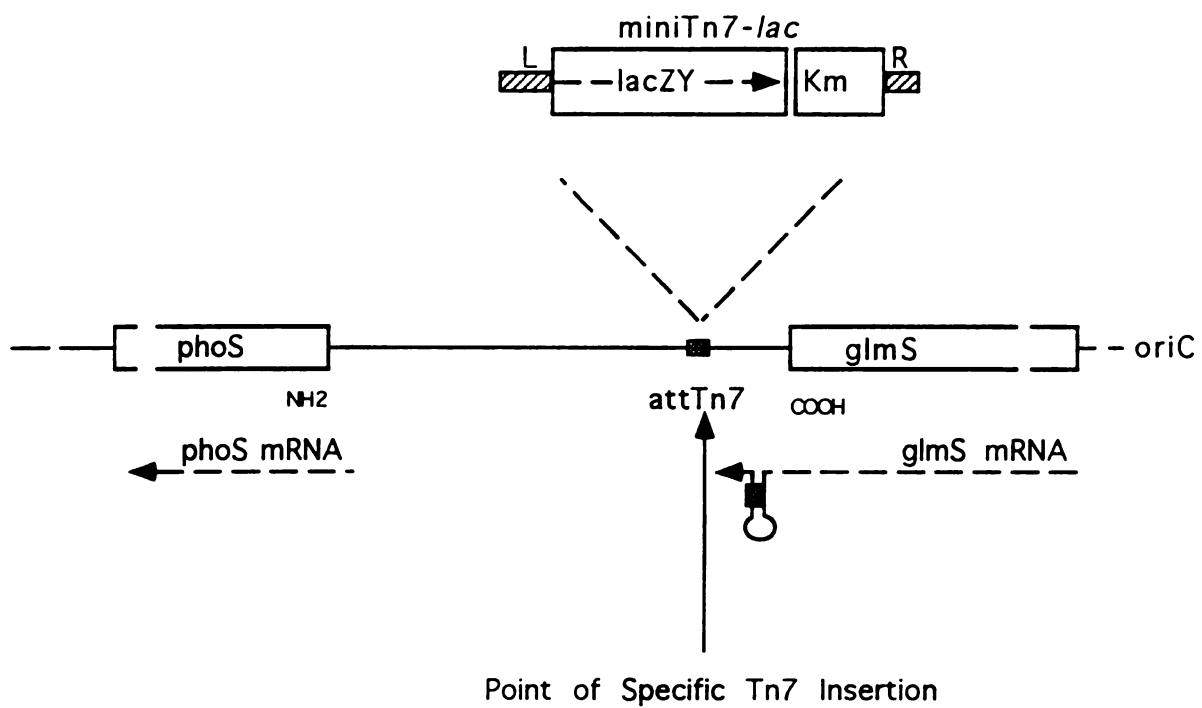 miniTn7-lac
L
R
lacZY
Km
phoS
glmS
oriC
NH2
attTn7
COOH
phoS mRNA
glmS mRNA
Point of Specific Tn7 Insertion